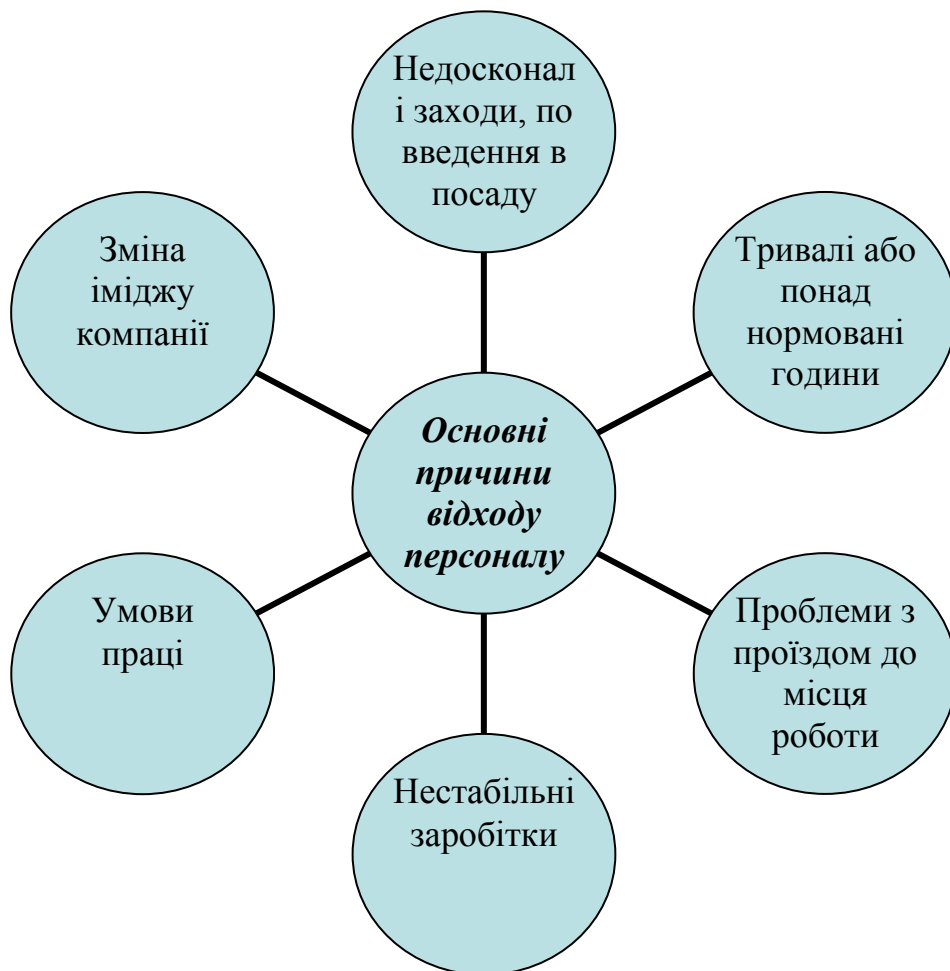 Недосконал
і заходи, по
введення в
посаду
Зміна
іміджу
компанії
Тривалі або
понад
нормовані
години
Основні
причини
відходу
персоналу
Умови
праці
Проблеми з
проїздом до
місця
роботи
Нестабільні
заробітки